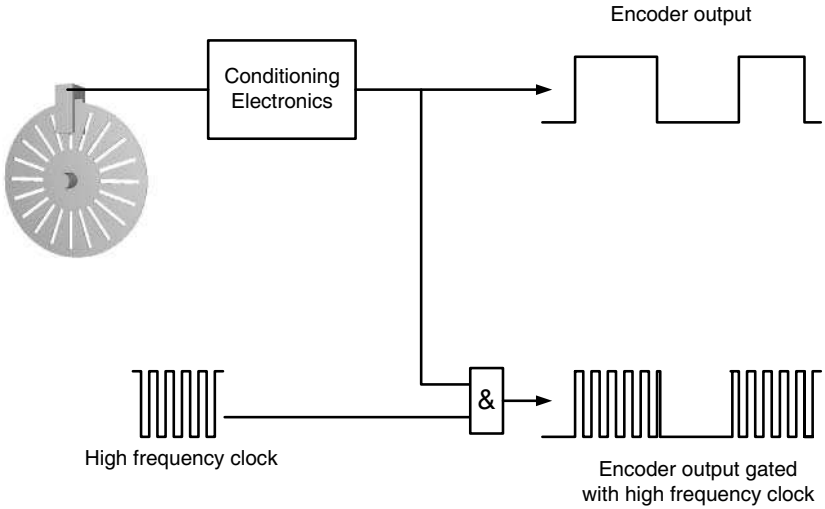 Encoder output
Conditioning
Electronics
&
High frequency clock
Encoder output gated
with high frequency clock